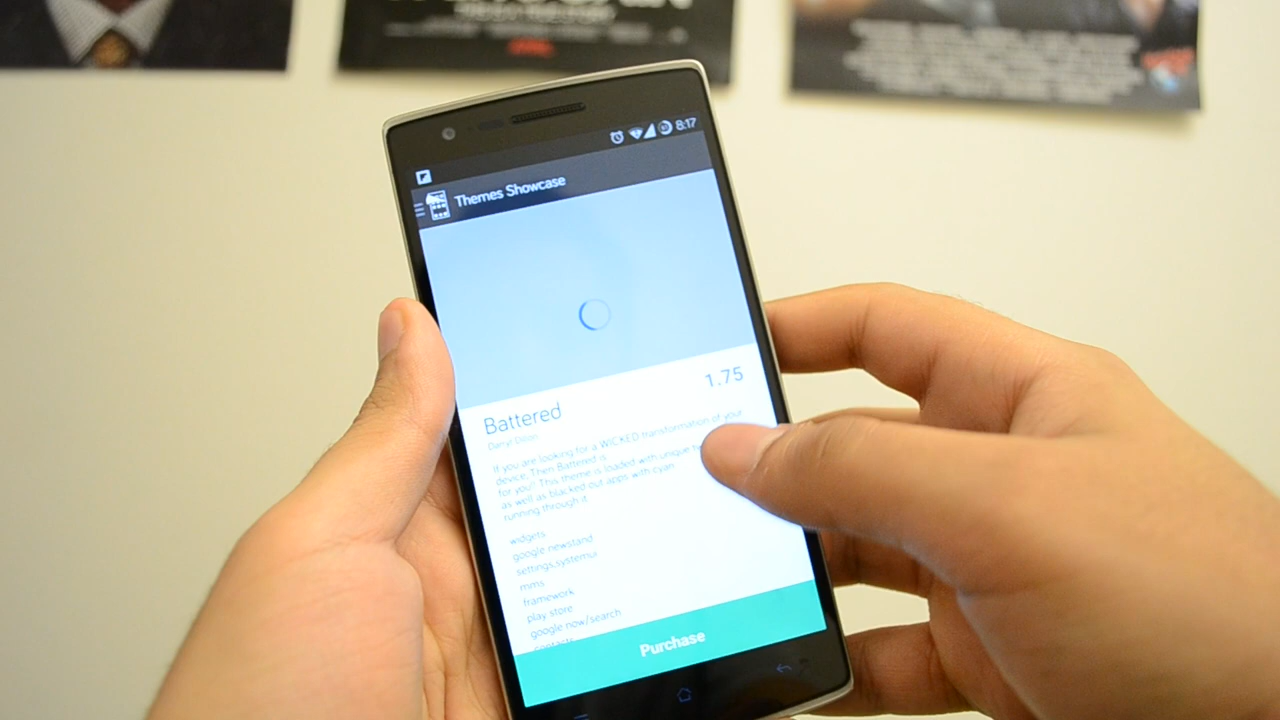 8:17
Themes Showcase
1.75
Battered
If you are looking for a WICKED transformation of your
device, Then Battered is
for you!! This theme is loaded with unique
as well as blacked out apps with cyan
running through it.
widgets
google newstand
settings,systemui
mms
framework
play store
google now/search
contacts
Purchase